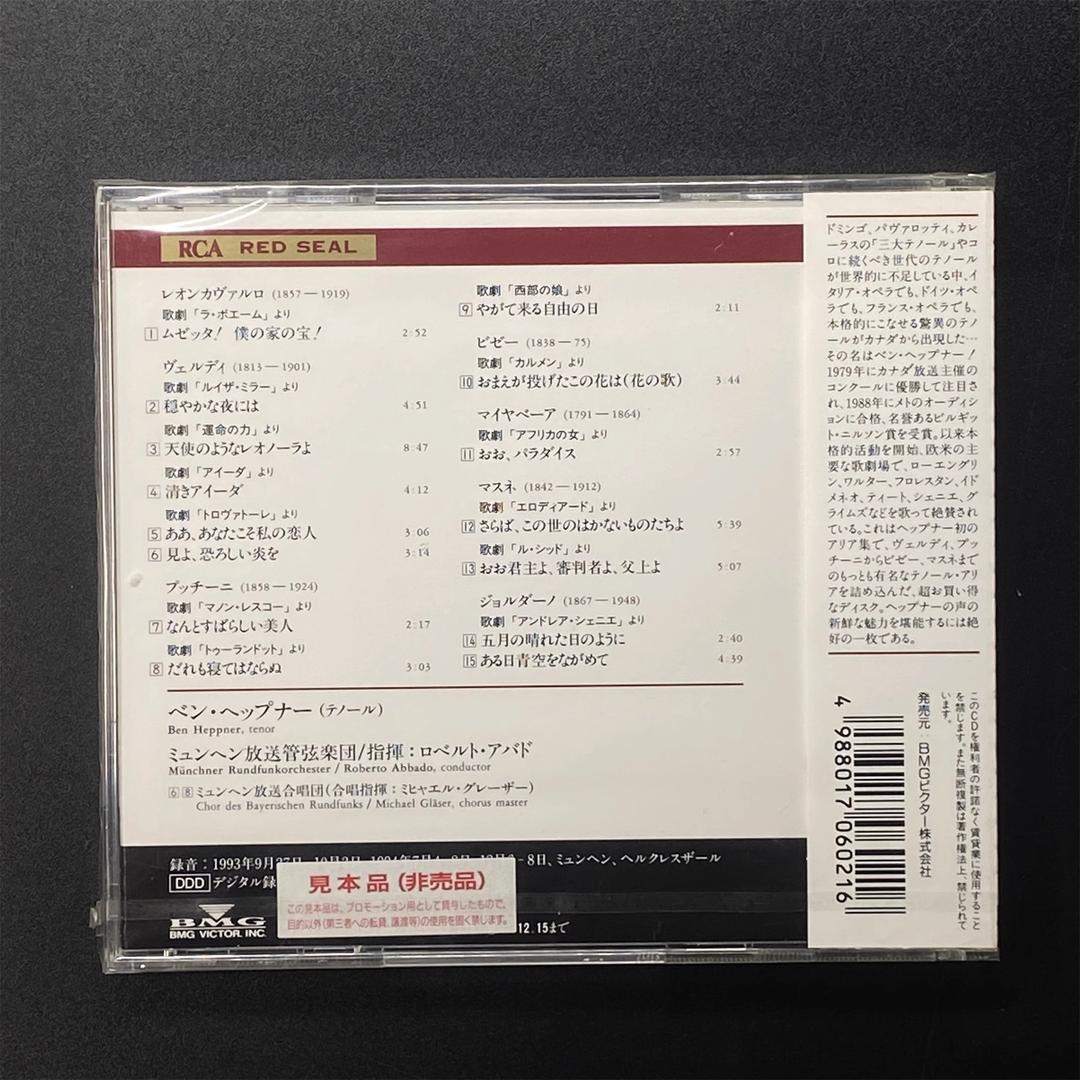 RCA RED SEAL
レオンカヴァルロ (1857―1919)
歌劇「ラ・ボエーム」より
1 ムゼッタ! 僕の家の宝! 2:52
ヴェルディ (1813―1901)
歌劇「ルイザ・ミラー」より
2 穏やかな夜には 4:51
歌劇「運命の力」より
3 天使のようなレオノーラよ 8:47
歌劇「アイーダ」より
4 清きアイーダ 4:12
歌劇「トロヴァトーレ」より
5 ああ、あなたこそ私の恋人 3:06
6 見よ、恐ろしい炎を 3:14
プッチーニ (1858―1924)
歌劇「マノン・レスコー」より
7 なんとすばらしい美人 2:17
歌劇「トゥーランドット」より
8 だれも寝てはならぬ 3:03
歌劇「西部の娘」より
9 やがて来る自由の日 2:11
ビゼー (1838―75)
歌劇「カルメン」より
10 おまえが投げたこの花は(花の歌) 3:44
マイヤベーア (1791―1864)
歌劇「アフリカの女」より
11 おお、パラダイス 2:57
マスネ (1842―1912)
歌劇「エロディアード」より
12 さらば、この世のはかないものたちよ 5:39
歌劇「ル・シッド」より
13 おお君主よ、審判者よ、父上よ 5:07
ジョルダーノ (1867―1948)
歌劇「アンドレア・シェニエ」より
14 五月の晴れた日のように 2:40
15 ある日青空をながめて 4:39
ベン・ヘップナー(テノール)
Ben Heppner, tenor
ミュンヘン放送管弦楽団/指揮:ロベルト・アバド
Münchner Rundfunkorchester / Roberto Abbado, conductor
6 8 ミュンヘン放送合唱団(合唱指揮:ミヒャエル・グレーザー)
Chor des Bayerischen Rundfunks / Michael Gläser, chorus master
録音:1993年9月27日 8日、ミュンヘン、ヘルクレスザール
DDD デジタル録
BMG
BMG VICTOR, INC.
12.15まで
見本品(非売品)
この見本品は、プロモーション用として貸与したもので、
目的以外(第三者への転貸、譲渡等)の使用を固く禁じます。
ドミンゴ、パヴァロッティ、カレー
ラスの「三大テノール」やコ
ロに続くべき世代のテノール
が世界的に不足している中、イ
タリア・オペラでも、ドイツ・オペ
ラでも、フランス・オペラでも、
本格的にこなせる驚異のテノ
ールがカナダから出現した…
その名はベン・ヘップナー!
1979年にカナダ放送主催の
コンクールに優勝して注目さ
れ、1988年にメトのオーディシ
ョンに合格、名誉あるビルギッ
ト・ニルソン賞を受賞。以来本
格的活動を開始、欧米の主
要な歌劇場で、ローエングリ
ン、ワルター、フロレスタン、イド
メネオ、ティート、シェニエ、グ
ライムズなどを歌って絶賛さ
れている。これはヘップナー初の
アリア集で、ヴェルディ、プッ
チーニからビゼー、マスネまで
のもっとも有名なテノール・アリ
アを詰め込んだ、超お買い得
なディスク。ヘップナーの声の
新鮮な魅力を堪能するには絶
好の一枚である。
このCDを権利者の許諾なく賃貸業に使用すること
を禁じます。また無断複製は著作権法上、禁じられて
います。
発売元:BMGビクター株式会社
4 988017 060216